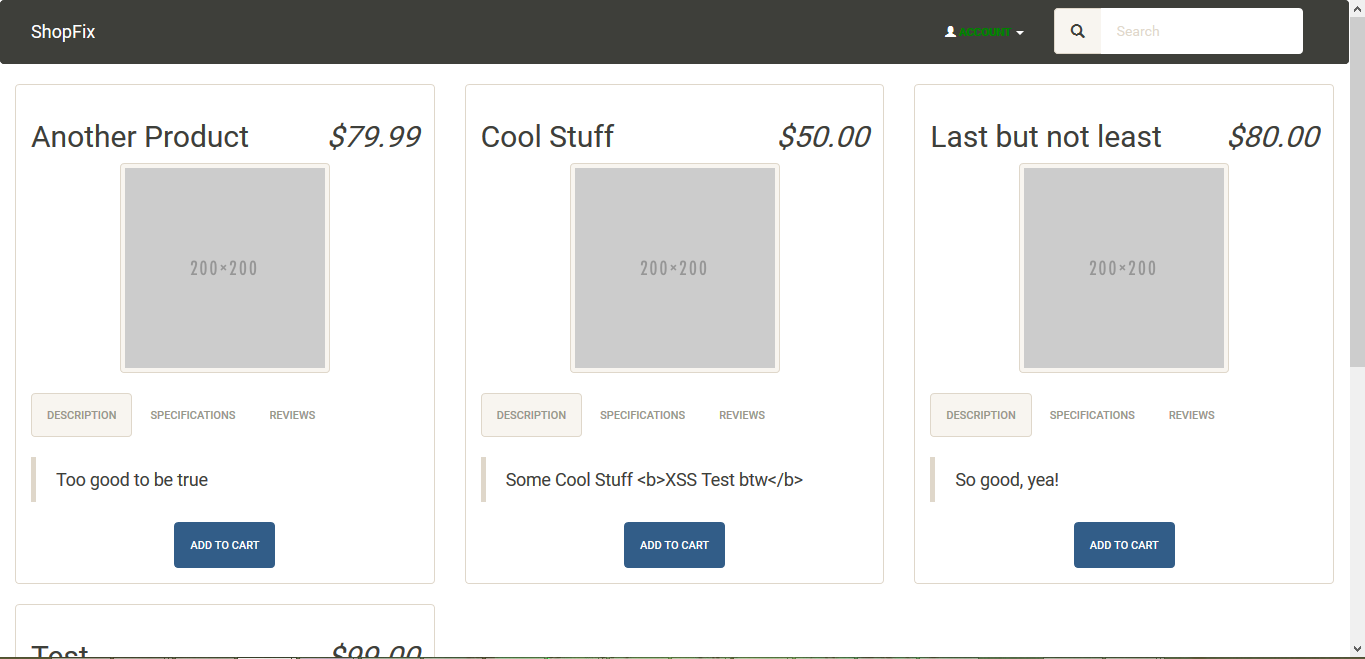 ShopFix
ACCOUNT
Search
Another Product $79.99
200×200
DESCRIPTION SPECIFICATIONS REVIEWS
Too good to be true
ADD TO CART
Cool Stuff $50.00
200×200
DESCRIPTION SPECIFICATIONS REVIEWS
Some Cool Stuff <b>XSS Test btw</b>
ADD TO CART
Last but not least $80.00
200×200
DESCRIPTION SPECIFICATIONS REVIEWS
So good, yea!
ADD TO CART
Test $99.00